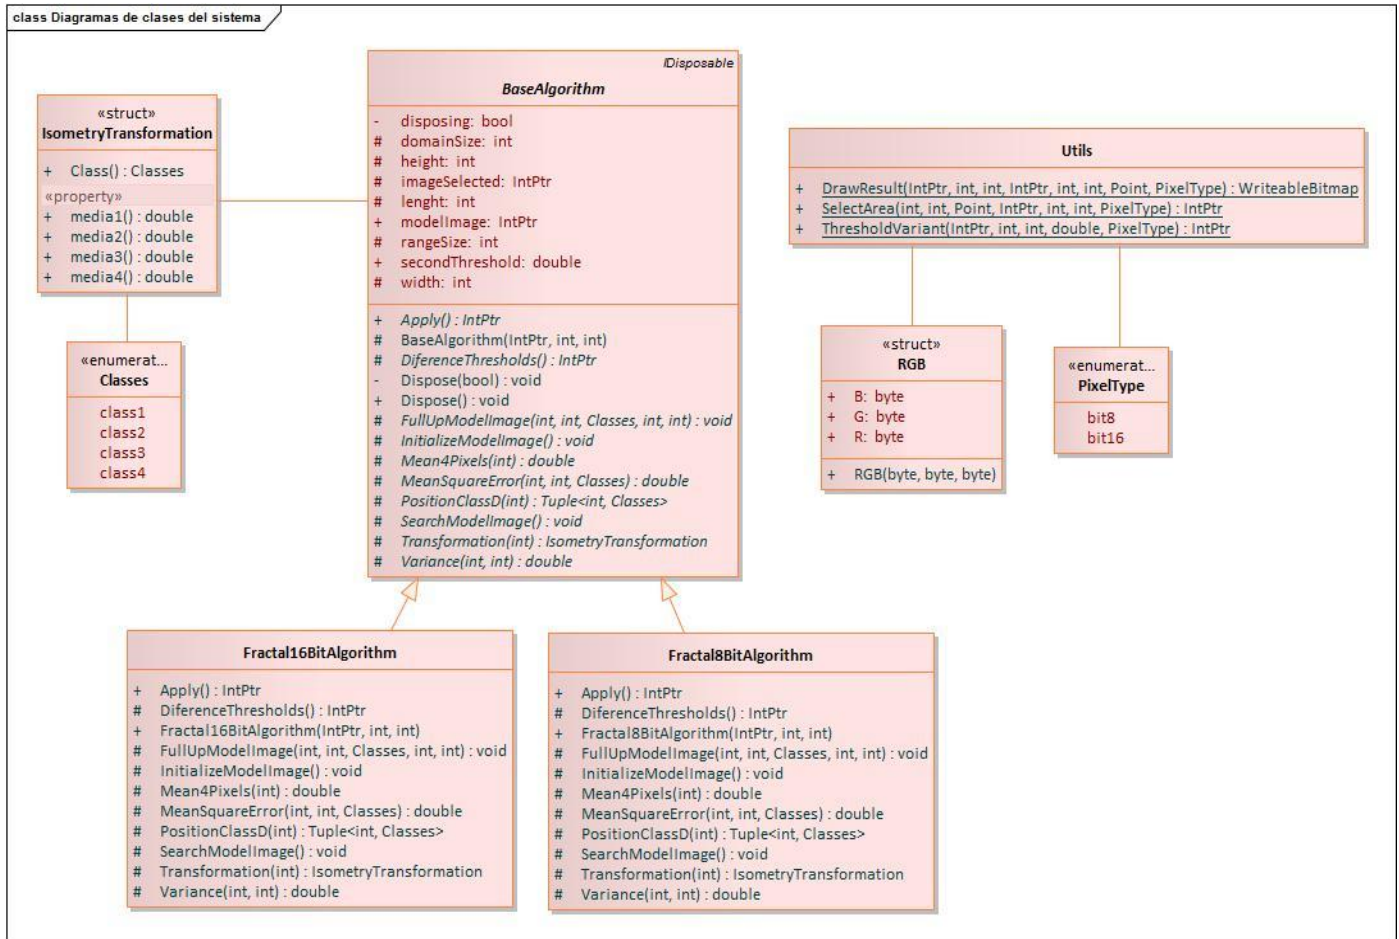 class Diagramas de clases del sistema
«struct»
IsometryTransformation
+ Class() : Classes
«property»
+ media1() : double
+ media2() : double
+ media3() : double
+ media4() : double
«enumerat...
Classes
class1
class2
class3
class4
IDisposable
BaseAlgorithm
- disposing: bool
# domainSize: int
# height: int
# imageSelected: IntPtr
# lenght: int
+ modelImage: IntPtr
# rangeSize: int
+ secondThreshold: double
# width: int
+ Apply() : IntPtr
# BaseAlgorithm(IntPtr, int, int)
# DiferenceThresholds() : IntPtr
- Dispose(bool) : void
+ Dispose() : void
# FullUpModelImage(int, int, Classes, int, int) : void
# InitializeModelImage() : void
# Mean4Pixels(int) : double
# MeanSquareError(int, int, Classes) : double
# PositionClassD(int) : Tuple<int, Classes>
# SearchModelImage() : void
# Transformation(int) : IsometryTransformation
# Variance(int, int) : double
Utils
+ DrawResult(IntPtr, int, int, IntPtr, int, int, Point, PixelType) : WriteableBitmap
+ SelectArea(int, int, Point, IntPtr, int, int, PixelType) : IntPtr
+ ThresholdVariant(IntPtr, int, int, double, PixelType) : IntPtr
«struct»
RGB
+ B: byte
+ G: byte
+ R: byte
+ RGB(byte, byte, byte)
«enumerat...
PixelType
bit8
bit16
Fractal16BitAlgorithm
+ Apply() : IntPtr
# DiferenceThresholds() : IntPtr
+ Fractal16BitAlgorithm(IntPtr, int, int)
# FullUpModelImage(int, int, Classes, int, int) : void
# InitializeModelImage() : void
# Mean4Pixels(int) : double
# MeanSquareError(int, int, Classes) : double
# PositionClassD(int) : Tuple<int, Classes>
# SearchModelImage() : void
# Transformation(int) : IsometryTransformation
# Variance(int, int) : double
Fractal8BitAlgorithm
+ Apply() : IntPtr
# DiferenceThresholds() : IntPtr
+ Fractal8BitAlgorithm(IntPtr, int, int)
# FullUpModelImage(int, int, Classes, int, int) : void
# InitializeModelImage() : void
# Mean4Pixels(int) : double
# MeanSquareError(int, int, Classes) : double
# PositionClassD(int) : Tuple<int, Classes>
# SearchModelImage() : void
# Transformation(int) : IsometryTransformation
# Variance(int, int) : double